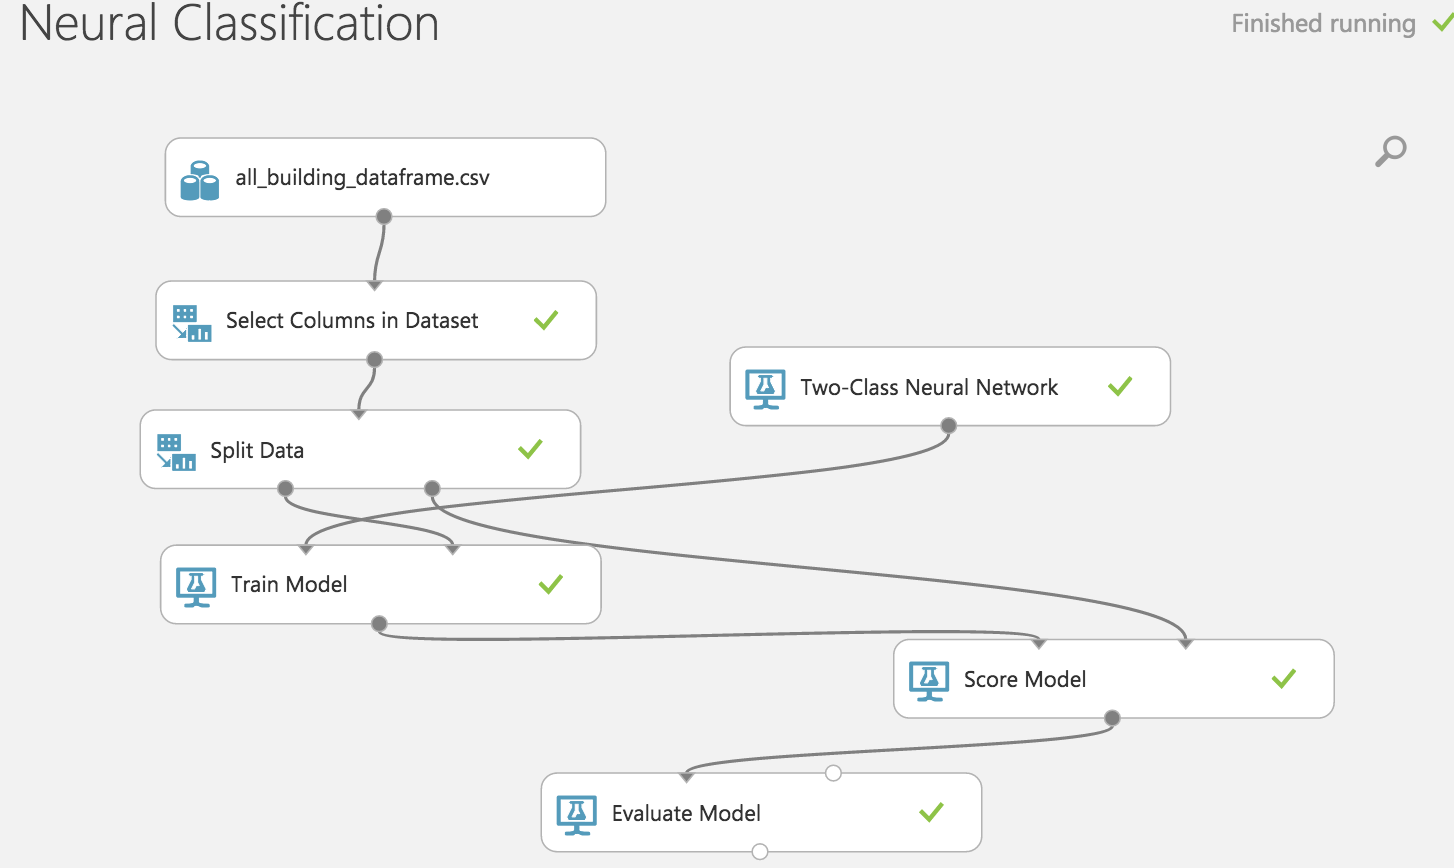 Neural Classification
Finished running
all_building_dataframe.csv
Select Columns in Dataset
Two-Class Neural Network
Split Data
Train Model
Score Model
Evaluate Model